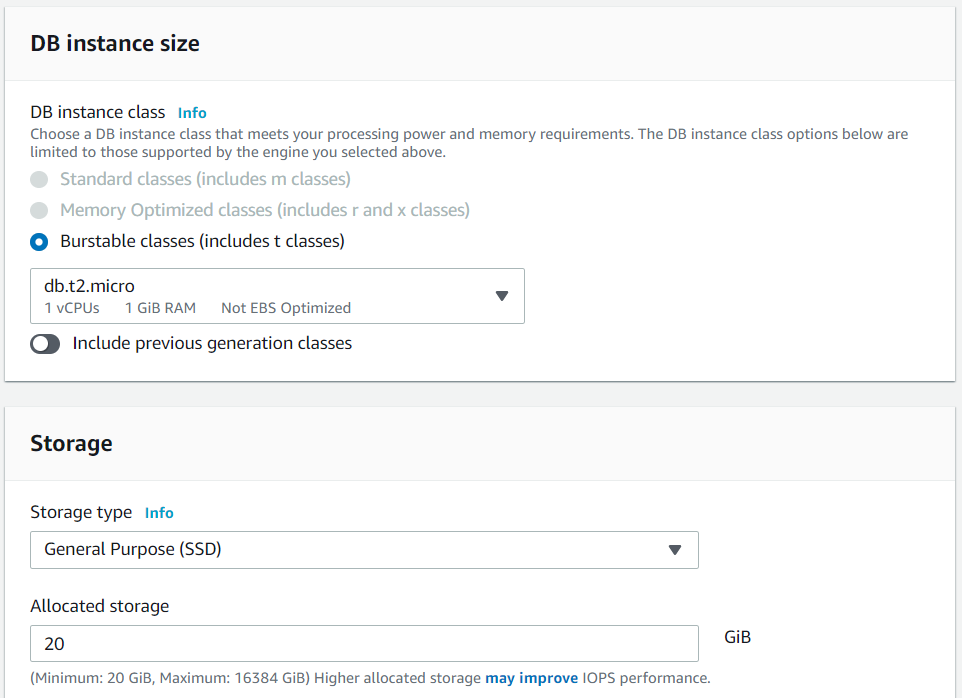 DB instance size
DB instance class Info
Choose a DB instance class that meets your processing power and memory requirements. The DB instance class options below are
limited to those supported by the engine you selected above.
Standard classes (includes m classes)
Memory Optimized classes (includes r and x classes)
Burstable classes (includes t classes)
db.t2.micro
1 vCPUs 1 GiB RAM Not EBS Optimized
Include previous generation classes
Storage
Storage type Info
General Purpose (SSD)
Allocated storage
20 GiB
(Minimum: 20 GiB, Maximum: 16384 GiB) Higher allocated storage may improve IOPS performance.